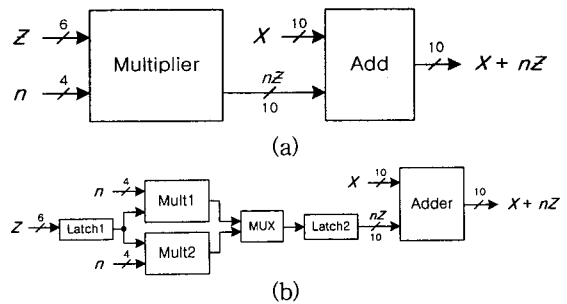 Z 6 Multiplier n 4 nZ 10 X 10 Add 10 X + nZ
(a)
n 4 Mult1 X 10
Z 6 Latch1 MUX Latch2 nZ 10 Adder 10 X + nZ
n 4 Mult2
(b)